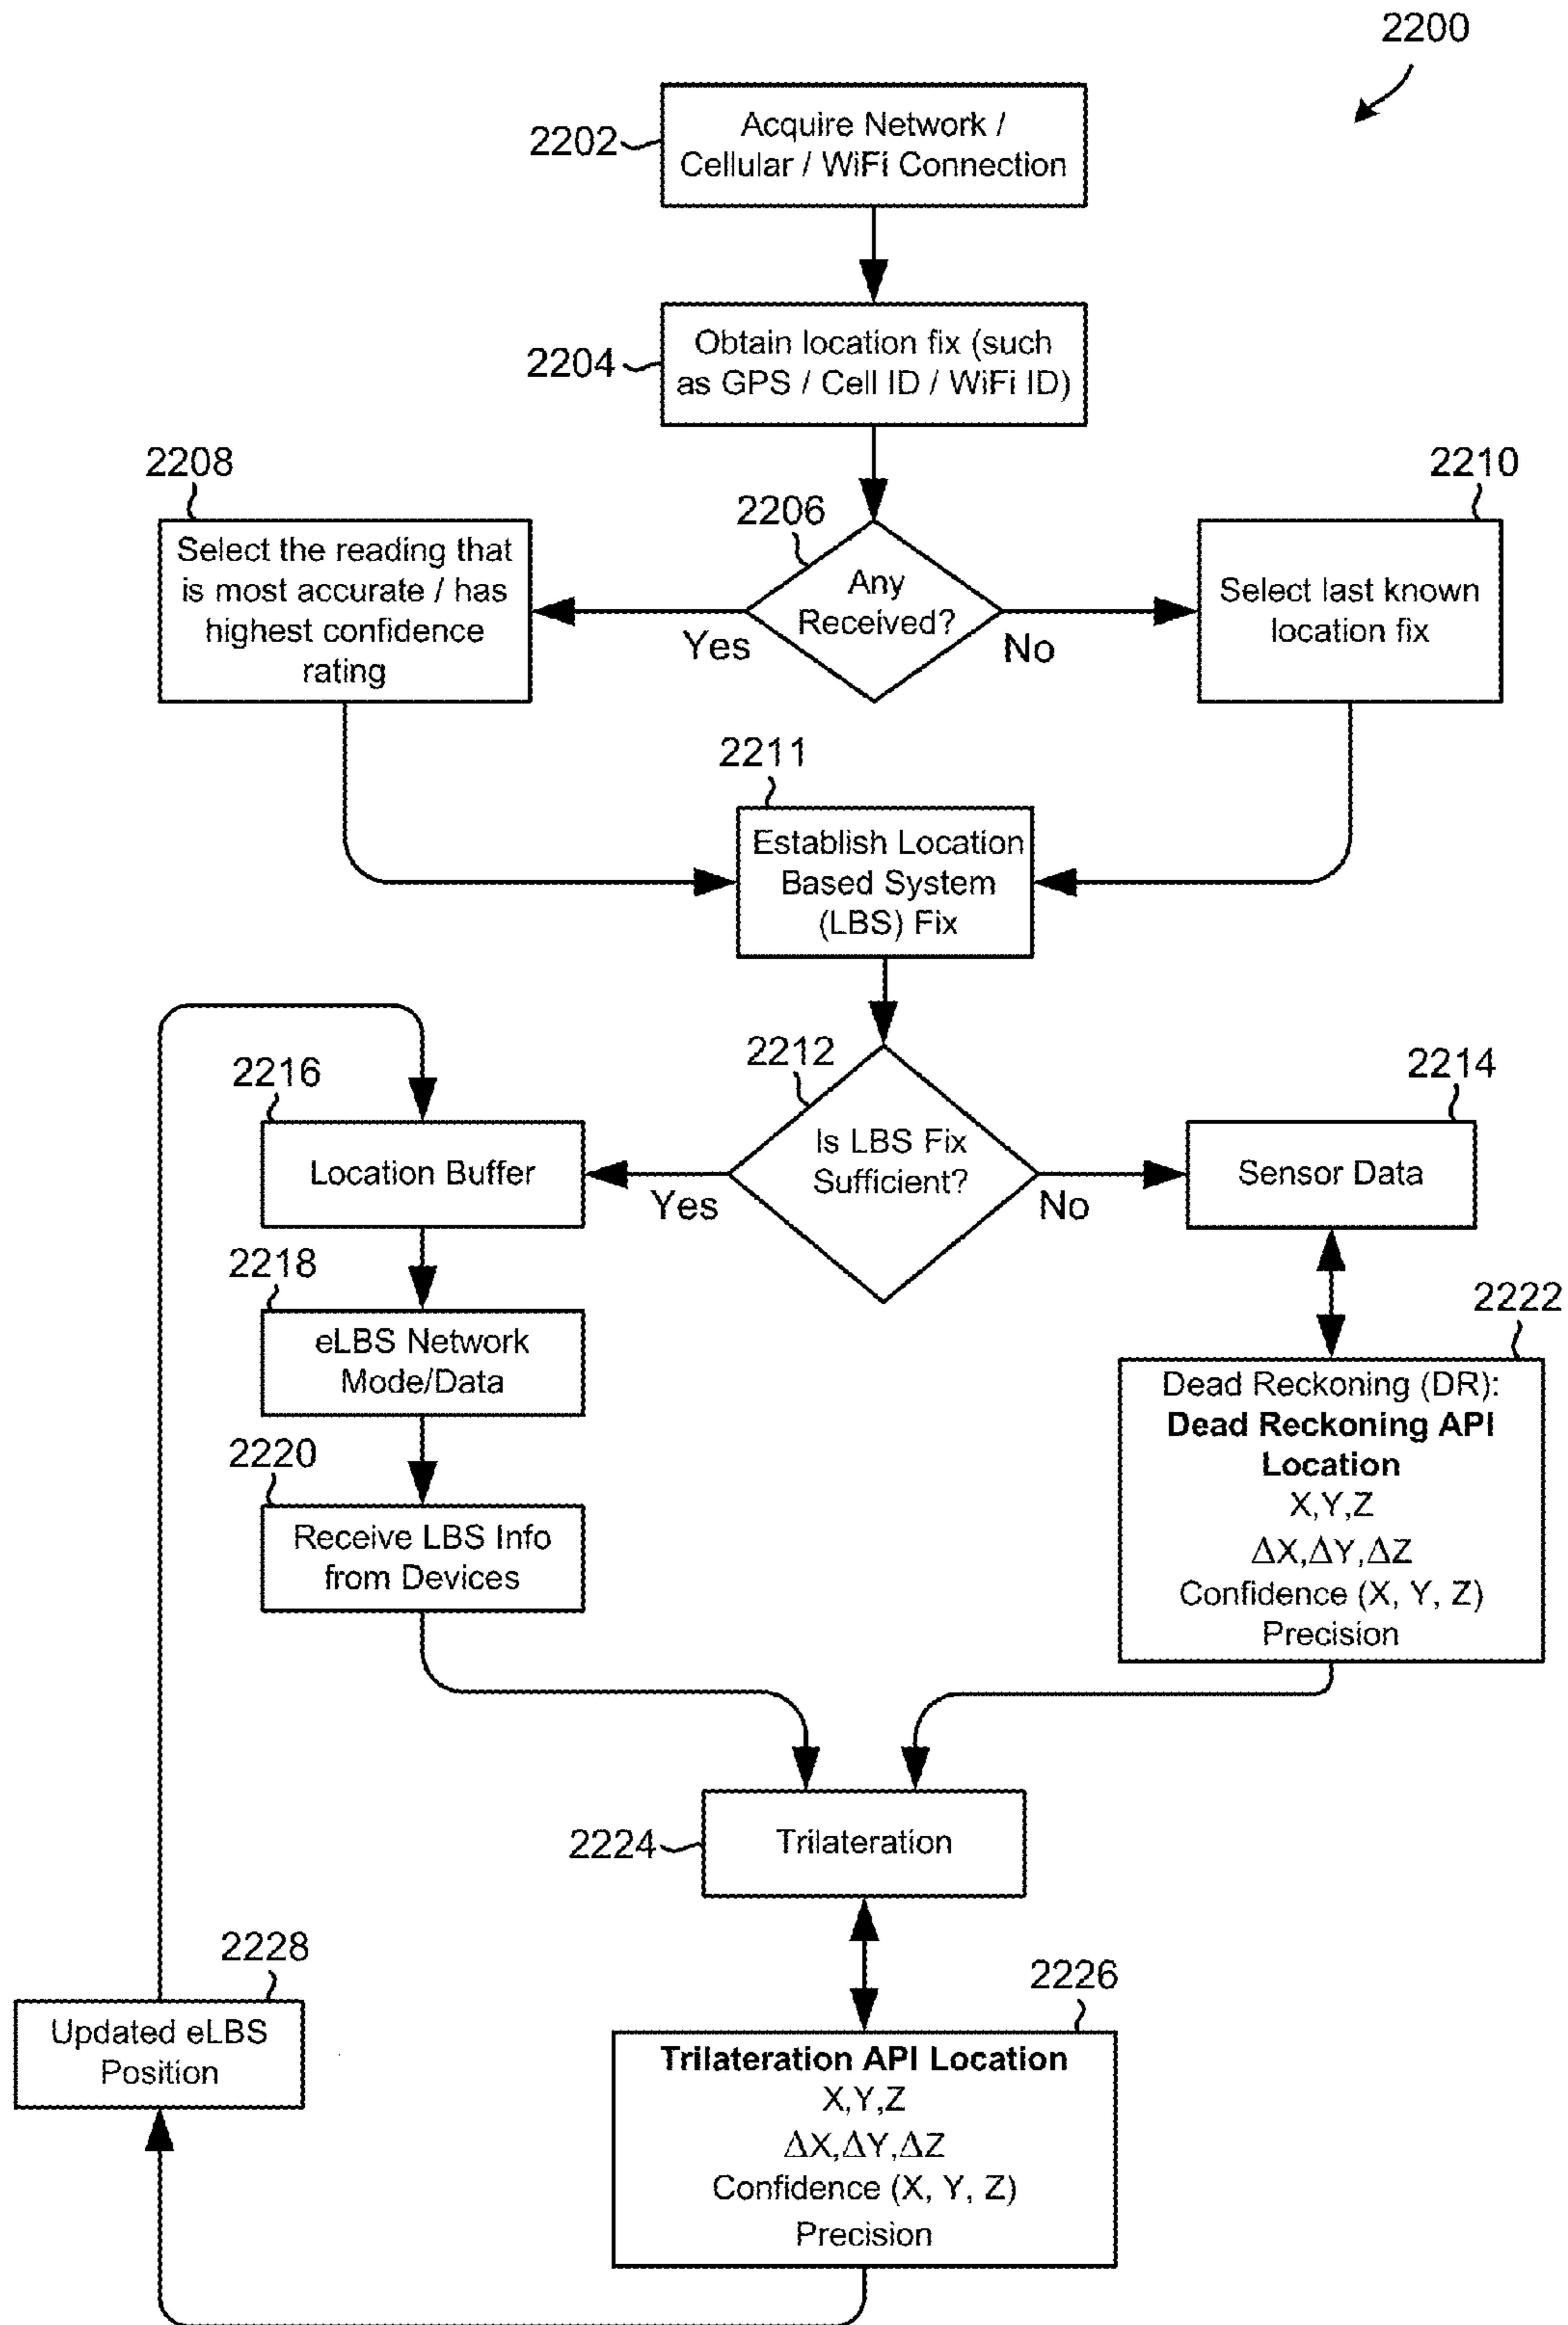 2200
2202
Acquire Network /
Cellular / WiFi Connection
2204
Obtain location fix (such
as GPS / Cell ID / WiFi ID)
2208
Select the reading that
is most accurate / has
highest confidence
rating
2206
Any
Received?
Yes
No
2210
Select last known
location fix
2211
Establish Location
Based System
(LBS) Fix
2212
Is LBS Fix
Sufficient?
Yes
No
2216
Location Buffer
2214
Sensor Data
2218
eLBS Network
Mode/Data
2220
Receive LBS Info
from Devices
2222
Dead Reckoning (DR):
Dead Reckoning API
Location
X,Y,Z
ΔX,ΔY,ΔZ
Confidence (X, Y, Z)
Precision
2224
Trilateration
2226
Trilateration API Location
X,Y,Z
ΔX,ΔY,ΔZ
Confidence (X, Y, Z)
Precision
2228
Updated eLBS
Position